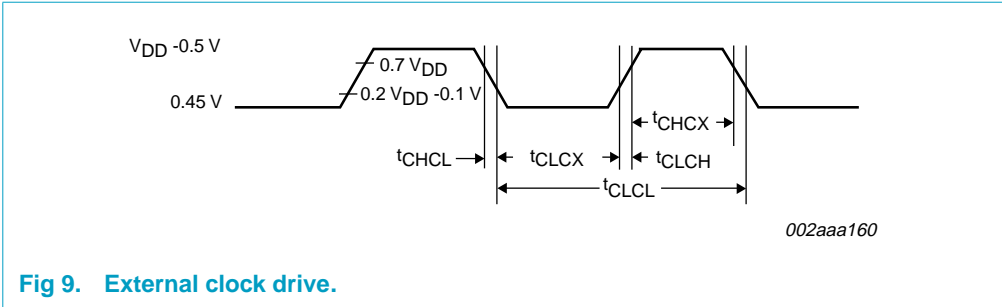 VDD -0.5 V
0.7 VDD
0.2 VDD -0.1 V
0.45 V
tCHCX
tCHCL
tCLCX
tCLCH
tCLCL
002aaa160
Fig 9. External clock drive.